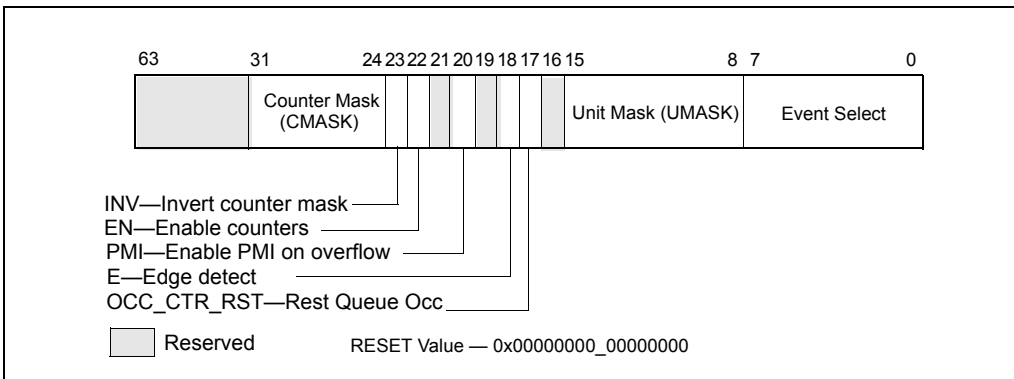 63 31 24 23 22 21 20 19 18 17 16 15 8 7 0
Counter Mask (CMASK) Unit Mask (UMASK) Event Select
INV—Invert counter mask
EN—Enable counters
PMI—Enable PMI on overflow
E—Edge detect
OCC_CTR_RST—Rest Queue Occ
Reserved RESET Value — 0x00000000_00000000